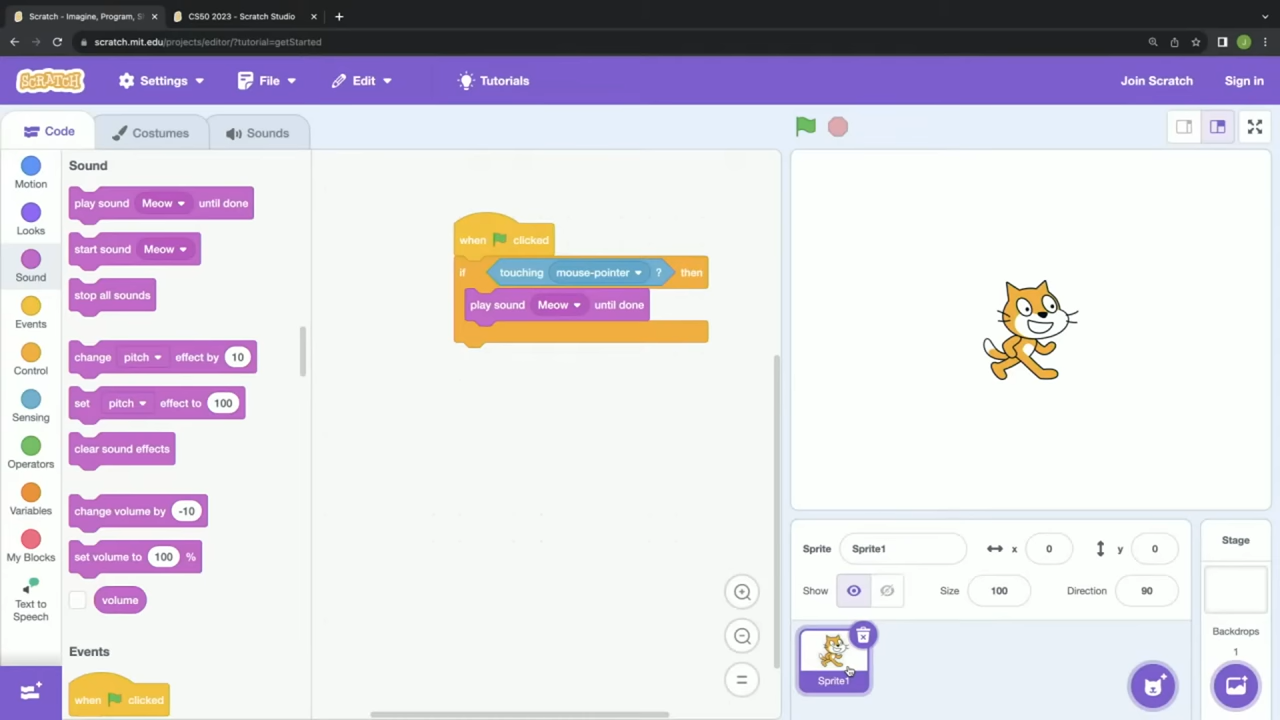 Scratch - Imagine, Program, S
CS50 2023 - Scratch Studio
scratch.mit.edu/projects/editor/?tutorial=getStarted
J
SCRATCH
Settings
File
Edit
Tutorials
Join Scratch
Sign in
Code
Costumes
Sounds
Motion
Looks
Sound
Events
Control
Sensing
Operators
Variables
My Blocks
Text to
Speech
Sound
play sound Meow until done
start sound Meow
stop all sounds
change pitch effect by 10
set pitch effect to 100
clear sound effects
change volume by -10
set volume to 100 %
volume
Events
when clicked
when clicked
if touching mouse-pointer ? then
play sound Meow until done
Sprite Sprite1 x 0 y 0
Show Size 100 Direction 90
Sprite1
Stage
Backdrops
1